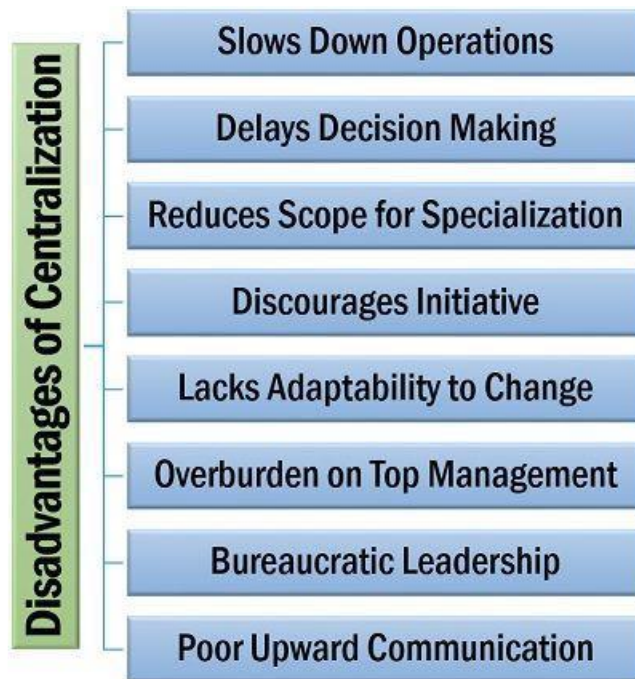 Disadvantages of Centralization
Slows Down Operations
Delays Decision Making
Reduces Scope for Specialization
Discourages Initiative
Lacks Adaptability to Change
Overburden on Top Management
Bureaucratic Leadership
Poor Upward Communication